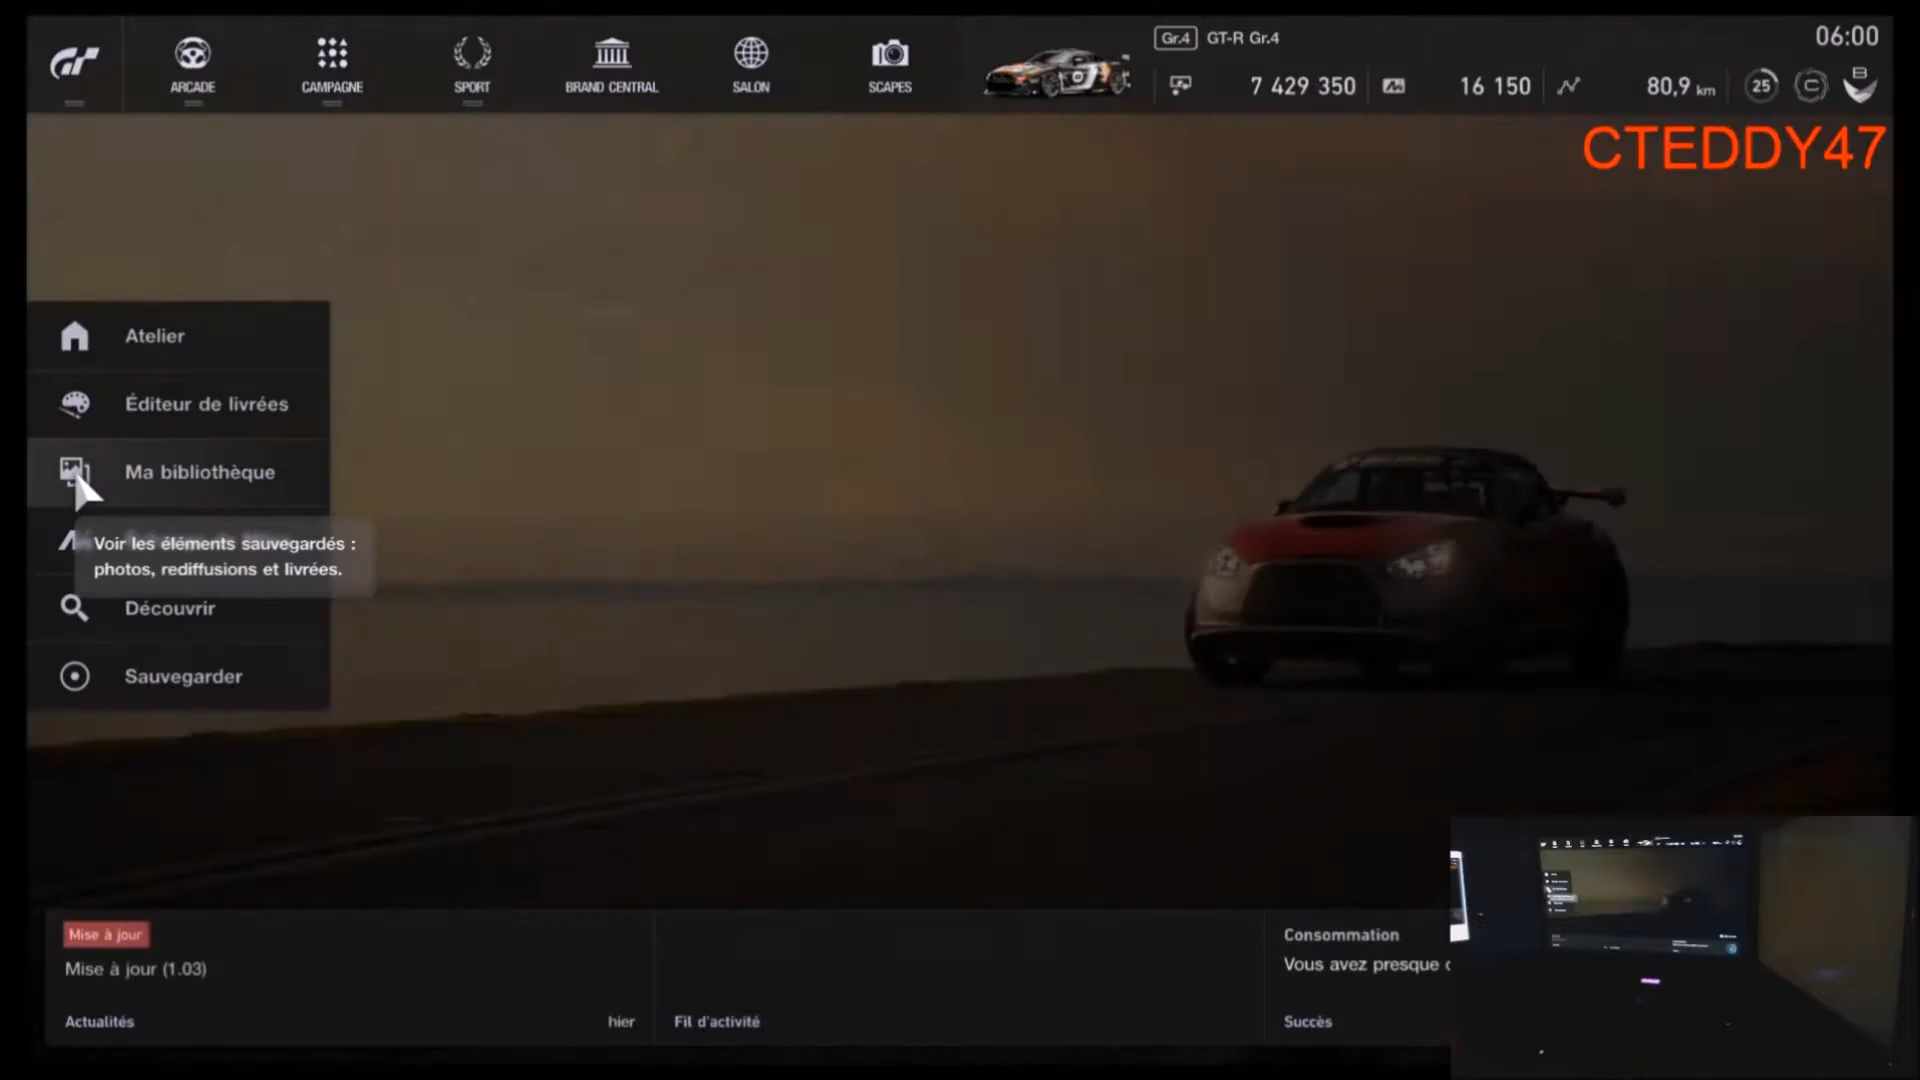 GT
ARCADE
CAMPAGNE
SPORT
BRAND CENTRAL
SALON
SCAPES
Gr.4 GT-R Gr.4
06:00
7 429 350
16 150
80,9 km
25
C
B
CTEDDY47
Atelier
Éditeur de livrées
Ma bibliothèque
Voir les éléments sauvegardés :
photos, rediffusions et livrées.
Découvrir
Sauvegarder
Mise à jour
Mise à jour (1.03)
Actualités
hier
Fil d'activité
Consommation
Vous avez presque
Succès